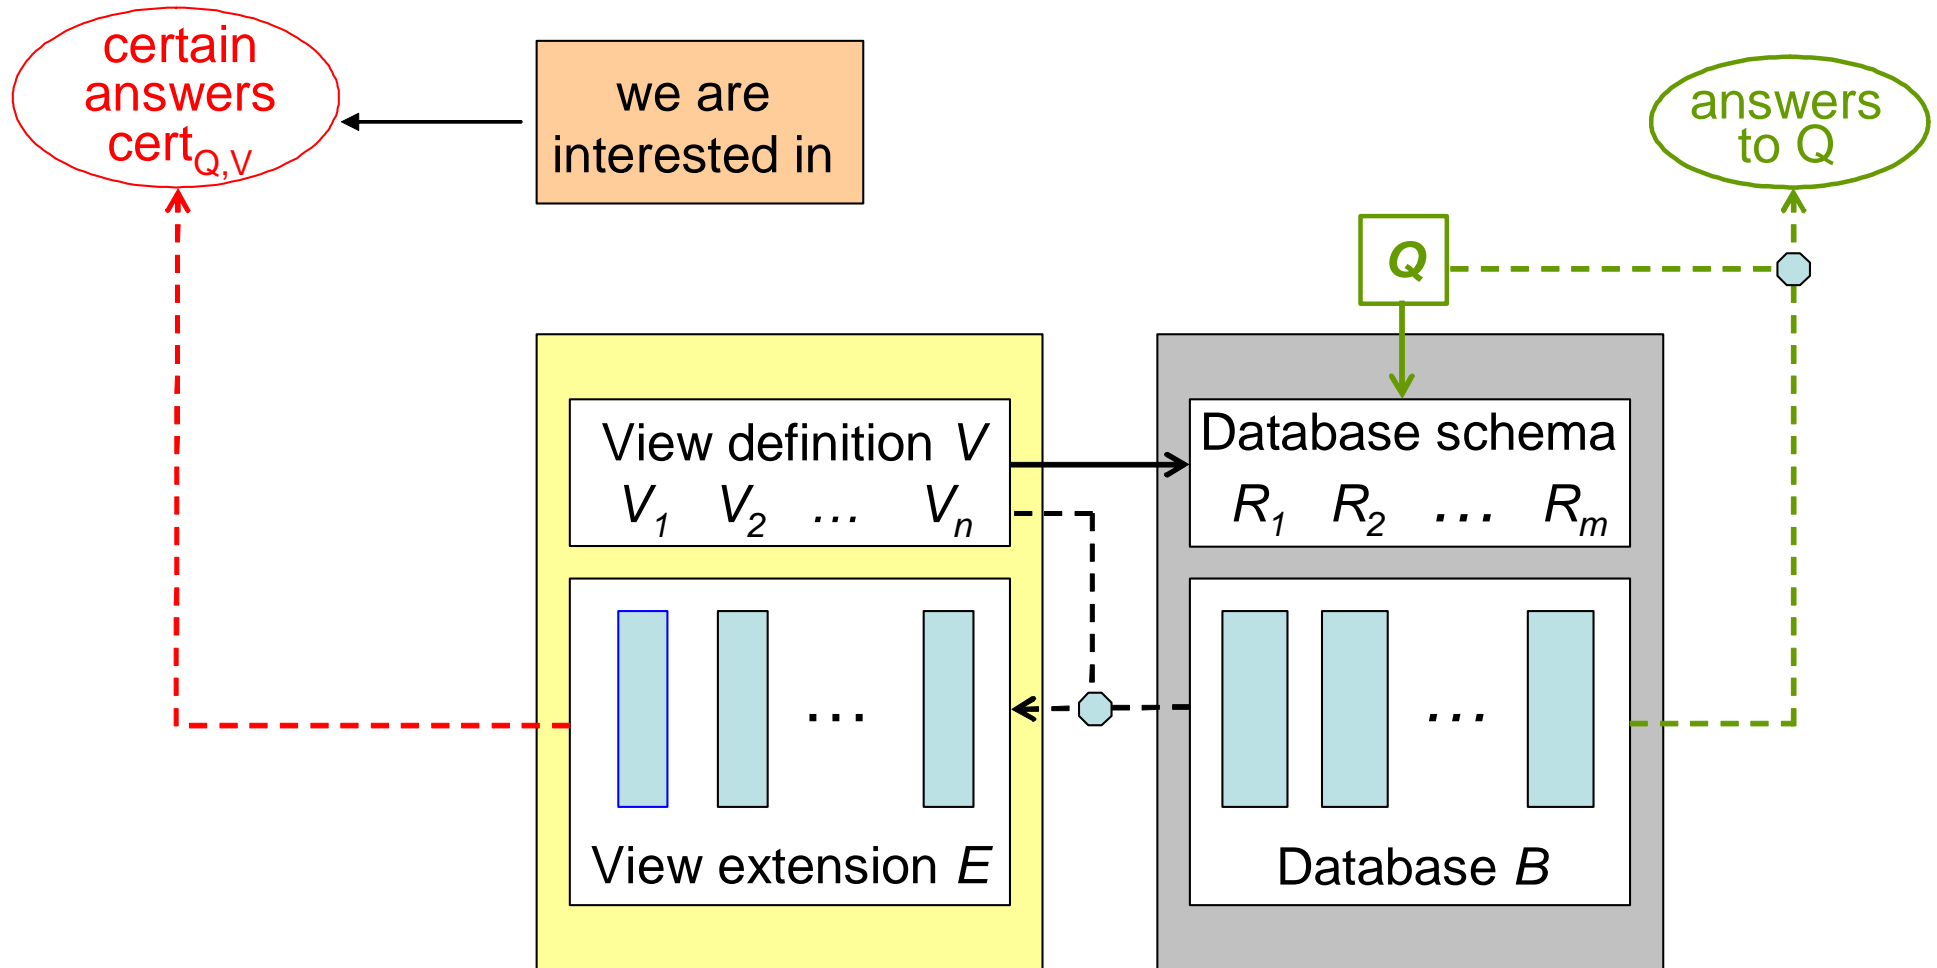 certain
answers
cert_Q,V
we are
interested in
answers
to Q
Q
View definition V
V_1 V_2 … V_n
Database schema
R_1 R_2 … R_m
…
…
View extension E
Database B